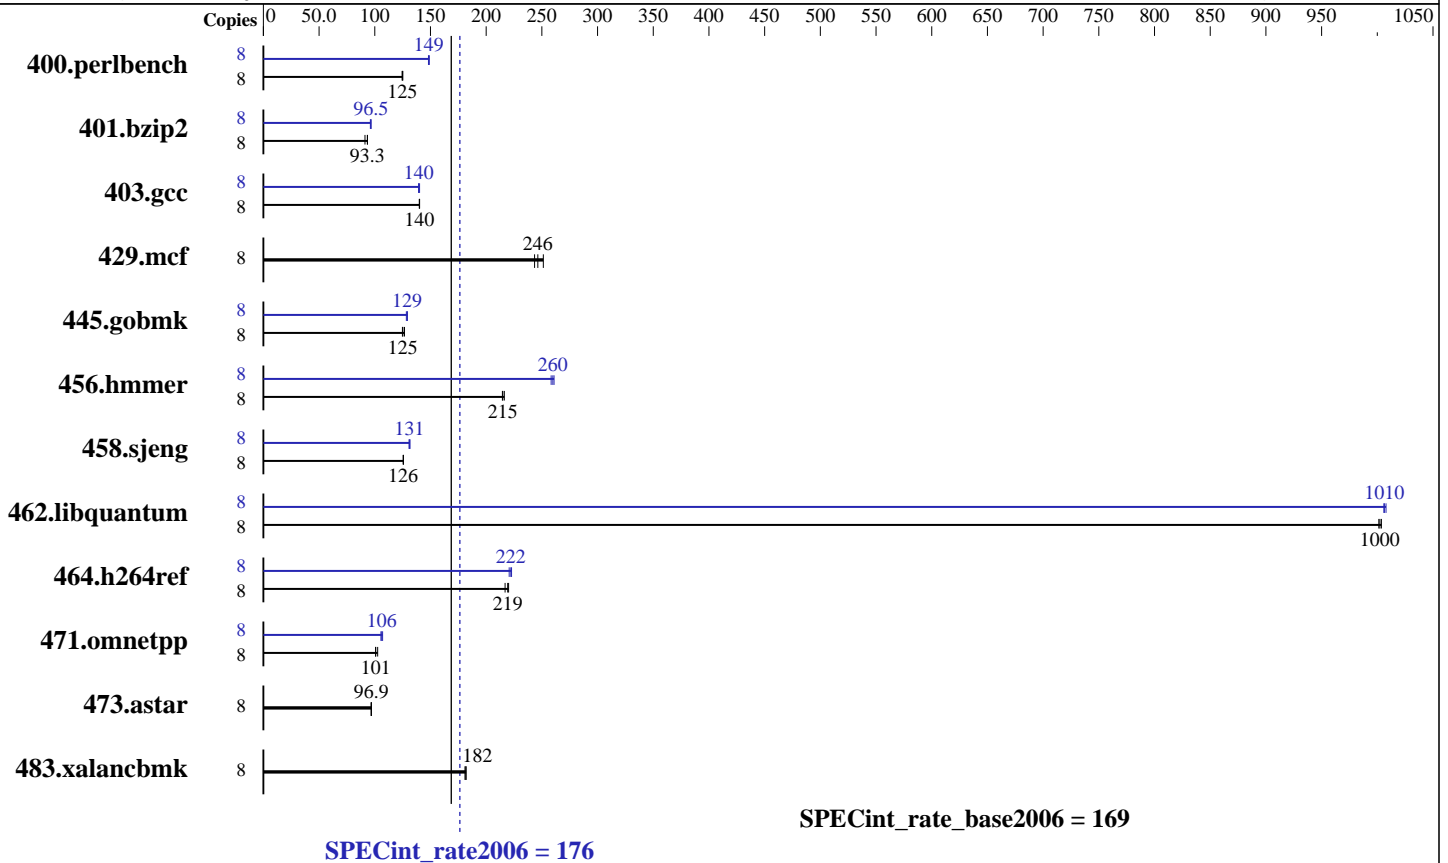 Copies 0 50.0 100 150 200 250 300 350 400 450 500 550 600 650 700 750 800 850 900 950 1050
400.perlbench 8 149
8 125
401.bzip2 8 96.5
8 93.3
403.gcc 8 140
8 140
429.mcf 8 246
445.gobmk 8 129
8 125
456.hmmer 8 260
8 215
458.sjeng 8 131
8 126
462.libquantum 8 1010
8 1000
464.h264ref 8 222
8 219
471.omnetpp 8 106
8 101
473.astar 8 96.9
483.xalancbmk 8 182
SPECint_rate_base2006 = 169
SPECint_rate2006 = 176